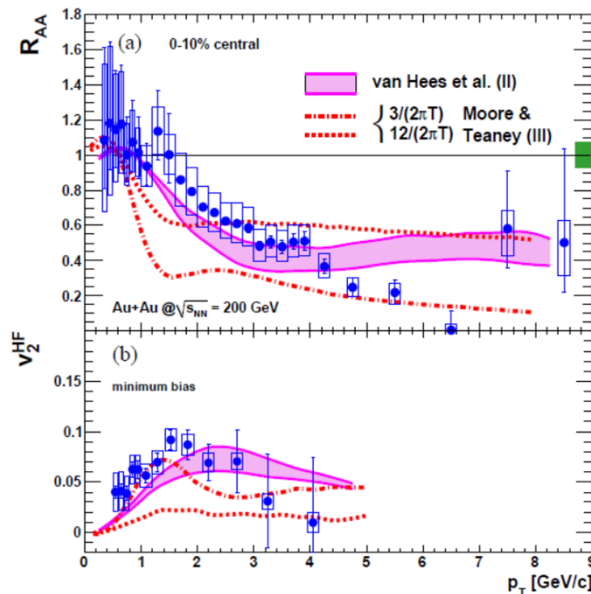 R_AA
1.8
1.6
1.4
1.2
1
0.8
0.6
0.4
0.2
(a)
0-10% central
van Hees et al. (II)
3/(2πT) Moore &
12/(2πT) Teaney (III)
Au+Au @ √s_NN = 200 GeV
v_2^HF
0.15
0.1
0.05
0
(b)
minimum bias
0 1 2 3 4 5 6 7 8 9
p_T [GeV/c]